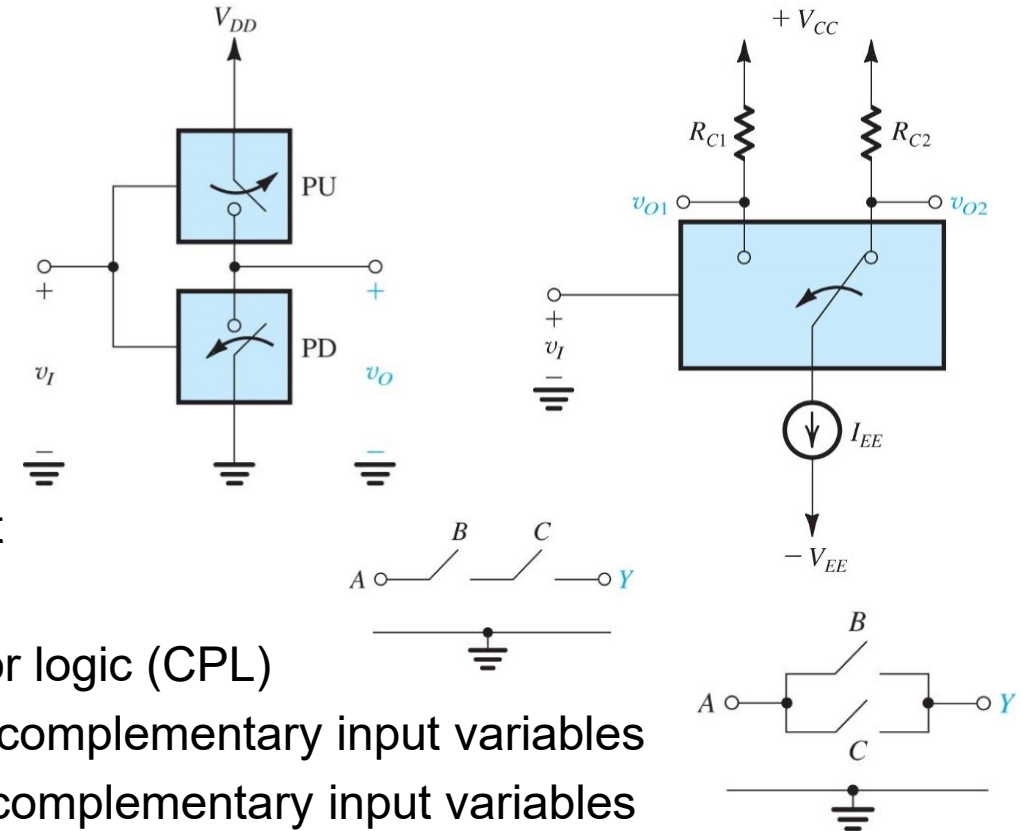 V_DD
PU
+
v_I
−
PD
+
v_O
−
+ V_CC
R_C1
R_C2
v_O1
v_O2
+
v_I
−
I_EE
− V_EE
B C
A Y
B
A Y
C
or logic (CPL)
complementary input variables
complementary input variables